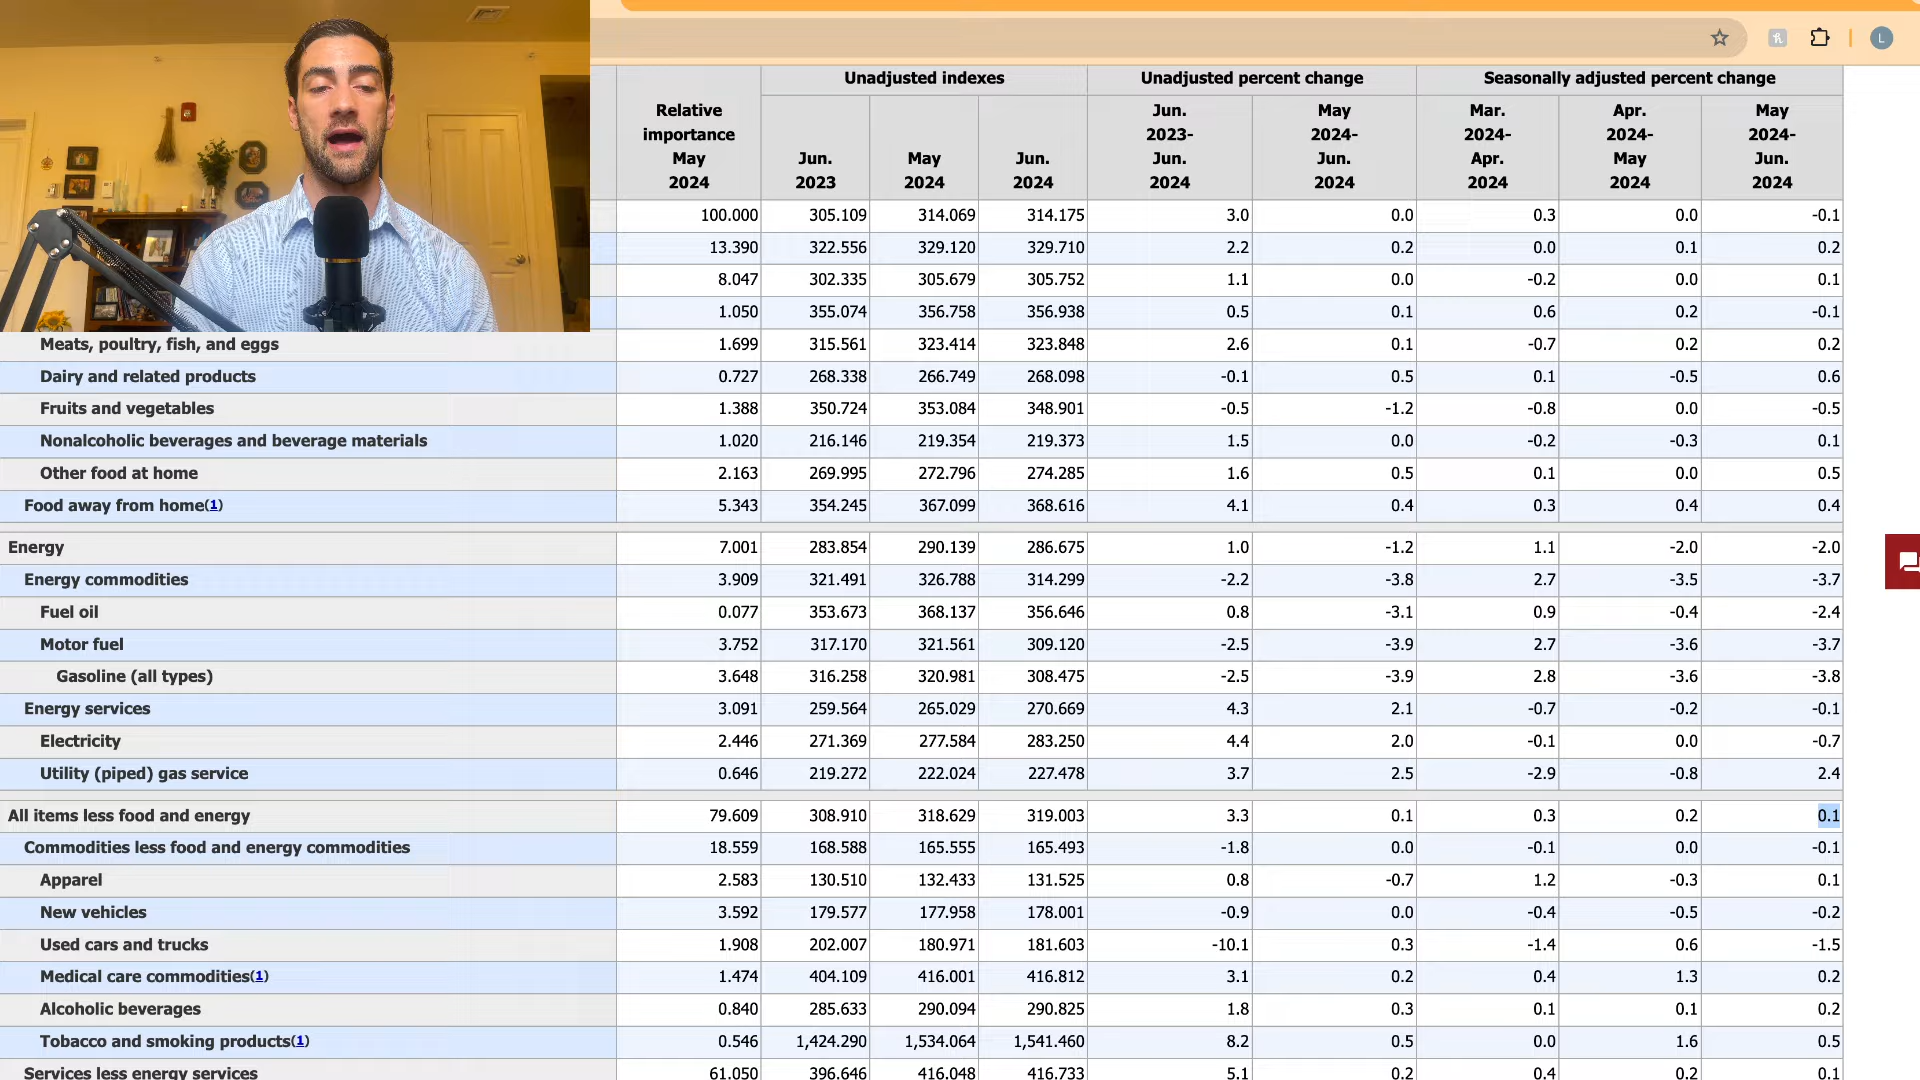 L
Unadjusted indexes Unadjusted percent change Seasonally adjusted percent change
Relative importance May 2024 Jun. 2023 May 2024 Jun. 2024 Jun. 2023- Jun. 2024 May 2024- Jun. 2024 Mar. 2024- Apr. 2024 Apr. 2024- May 2024 May 2024- Jun. 2024
100.000 305.109 314.069 314.175 3.0 0.0 0.3 0.0 -0.1
13.390 322.556 329.120 329.710 2.2 0.2 0.0 0.1 0.2
8.047 302.335 305.679 305.752 1.1 0.0 -0.2 0.0 0.1
1.050 355.074 356.758 356.938 0.5 0.1 0.6 0.2 -0.1
Meats, poultry, fish, and eggs 1.699 315.561 323.414 323.848 2.6 0.1 -0.7 0.2 0.2
Dairy and related products 0.727 268.338 266.749 268.098 -0.1 0.5 0.1 -0.5 0.6
Fruits and vegetables 1.388 350.724 353.084 348.901 -0.5 -1.2 -0.8 0.0 -0.5
Nonalcoholic beverages and beverage materials 1.020 216.146 219.354 219.373 1.5 0.0 -0.2 -0.3 0.1
Other food at home 2.163 269.995 272.796 274.285 1.6 0.5 0.1 0.0 0.5
Food away from home(1) 5.343 354.245 367.099 368.616 4.1 0.4 0.3 0.4 0.4
Energy 7.001 283.854 290.139 286.675 1.0 -1.2 1.1 -2.0 -2.0
Energy commodities 3.909 321.491 326.788 314.299 -2.2 -3.8 2.7 -3.5 -3.7
Fuel oil 0.077 353.673 368.137 356.646 0.8 -3.1 0.9 -0.4 -2.4
Motor fuel 3.752 317.170 321.561 309.120 -2.5 -3.9 2.7 -3.6 -3.7
Gasoline (all types) 3.648 316.258 320.981 308.475 -2.5 -3.9 2.8 -3.6 -3.8
Energy services 3.091 259.564 265.029 270.669 4.3 2.1 -0.7 -0.2 -0.1
Electricity 2.446 271.369 277.584 283.250 4.4 2.0 -0.1 0.0 -0.7
Utility (piped) gas service 0.646 219.272 222.024 227.478 3.7 2.5 -2.9 -0.8 2.4
All items less food and energy 79.609 308.910 318.629 319.003 3.3 0.1 0.3 0.2 0.1
Commodities less food and energy commodities 18.559 168.588 165.555 165.493 -1.8 0.0 -0.1 0.0 -0.1
Apparel 2.583 130.510 132.433 131.525 0.8 -0.7 1.2 -0.3 0.1
New vehicles 3.592 179.577 177.958 178.001 -0.9 0.0 -0.4 -0.5 -0.2
Used cars and trucks 1.908 202.007 180.971 181.603 -10.1 0.3 -1.4 0.6 -1.5
Medical care commodities(1) 1.474 404.109 416.001 416.812 3.1 0.2 0.4 1.3 0.2
Alcoholic beverages 0.840 285.633 290.094 290.825 1.8 0.3 0.1 0.1 0.2
Tobacco and smoking products(1) 0.546 1,424.290 1,534.064 1,541.460 8.2 0.5 0.0 1.6 0.5
Services less energy services 61.050 396.646 416.048 416.733 5.1 0.2 0.4 0.2 0.1